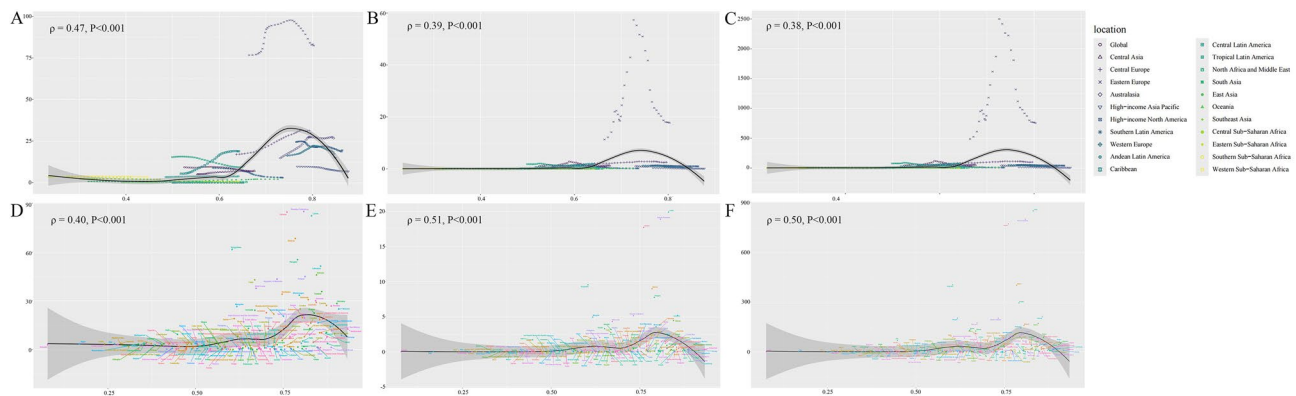 A
ρ = 0.47, P<0.001
100
75
50
25
0
0.4
0.6
0.8
B
ρ = 0.39, P<0.001
60
40
20
0
0.4
0.6
0.8
C
ρ = 0.38, P<0.001
2500
2000
1500
1000
500
0
0.4
location
Global
Central Asia
Central Europe
Eastern Europe
Australasia
High−income Asia Pacific
High−income North America
Southern Latin America
Western Europe
Andean Latin America
Caribbean
Central Latin America
Tropical Latin America
North Africa and Middle East
South Asia
East Asia
Oceania
Southeast Asia
Central Sub−Saharan Africa
Eastern Sub−Saharan Africa
Southern Sub−Saharan Africa
Western Sub−Saharan Africa
D
ρ = 0.40, P<0.001
90
60
30
0
0.25
0.50
0.75
E
ρ = 0.51, P<0.001
20
15
10
5
0
-5
0.25
0.50
0.75
F
ρ = 0.50, P<0.001
900
600
300
0
0.25
0.50
0.75